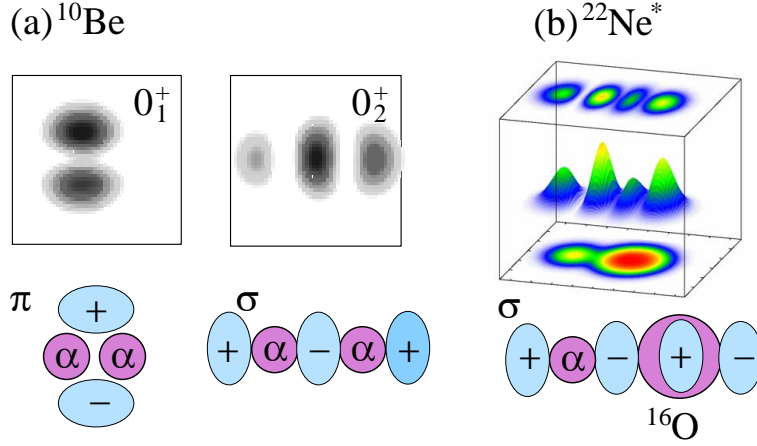 (a)¹⁰Be
(b)²²Ne*
0₁⁺
0₂⁺
π
+
α α
−
σ
+ α − α +
σ
+ α − + −
¹⁶O